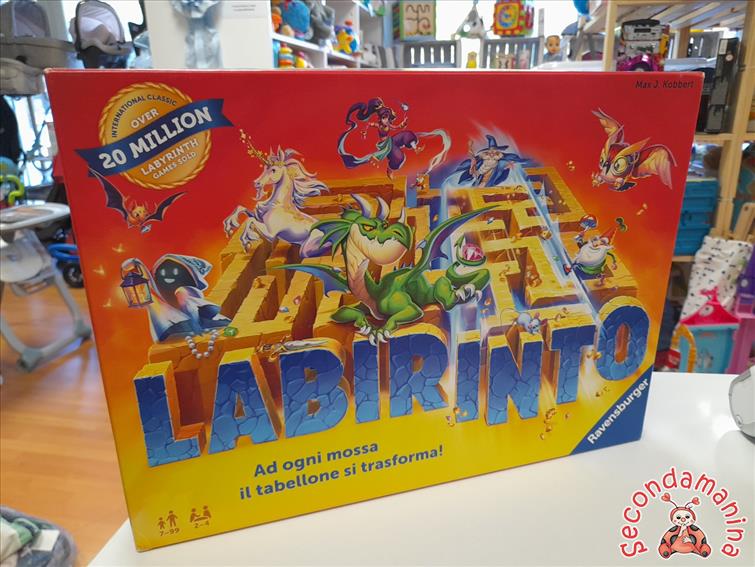 Max J. Kobbert
INTERNATIONAL CLASSIC
OVER
20 MILLION
LABYRINTH
GAMES SOLD
LABIRINTO
Ravensburger
Ad ogni mossa
il tabellone si trasforma!
7-99
2-4
Secondamanina